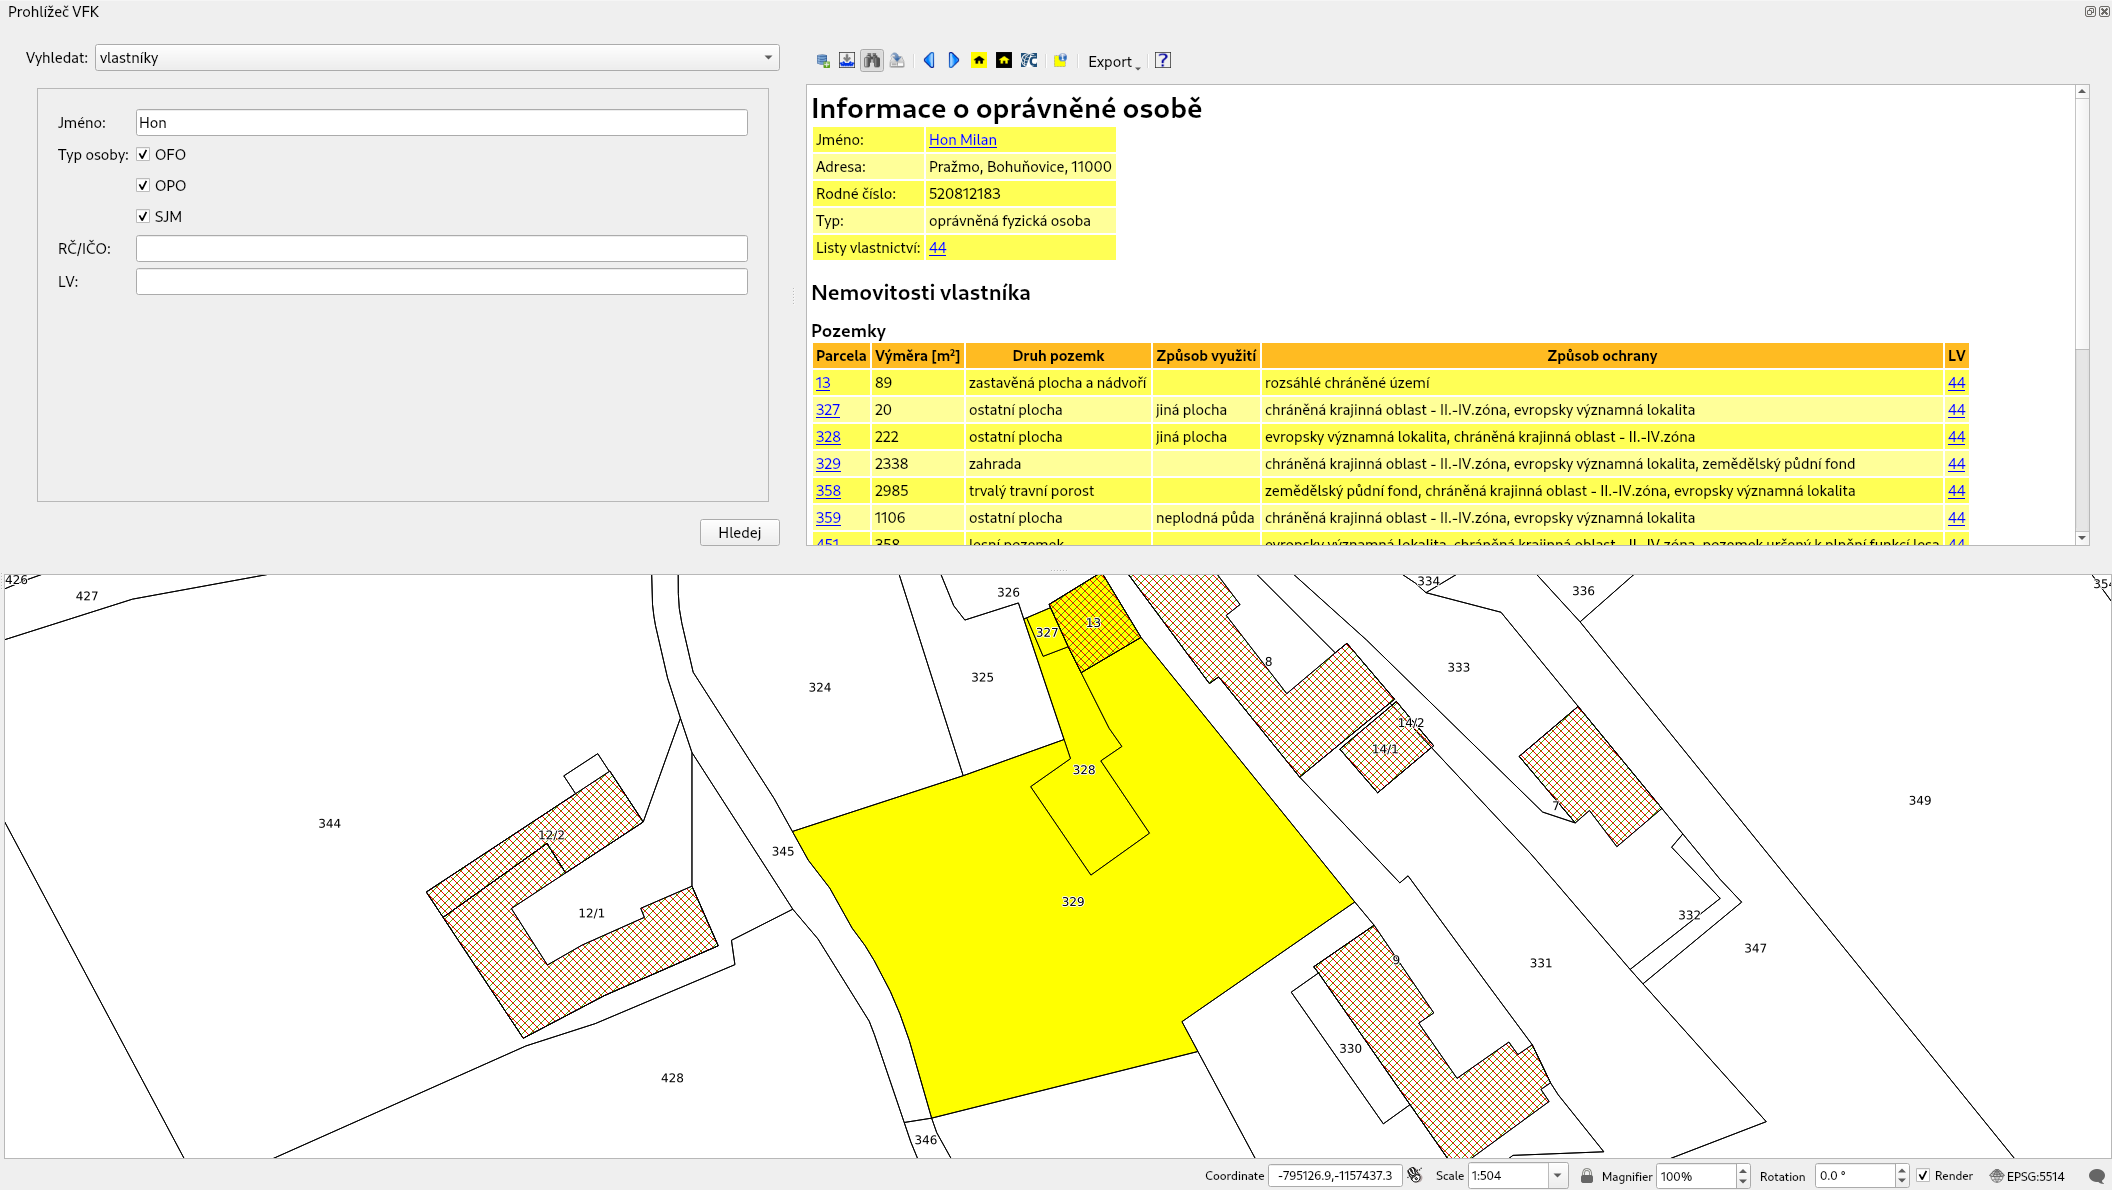 Prohlížeč VFK
Vyhledat: vlastníky
Jméno: Hon
Typ osoby: OFO
OPO
SJM
RČ/IČO:
LV:
Hledej
Export
Informace o oprávněné osobě
Jméno: Hon Milan
Adresa: Pražmo, Bohuňovice, 11000
Rodné číslo: 520812183
Typ: oprávněná fyzická osoba
Listy vlastnictví: 44
Nemovitosti vlastníka
Pozemky
Parcela Výměra [m²] Druh pozemk Způsob využití Způsob ochrany LV
13 89 zastavěná plocha a nádvoří rozsáhlé chráněné území 44
327 20 ostatní plocha jiná plocha chráněná krajinná oblast - II.-IV.zóna, evropsky významná lokalita 44
328 222 ostatní plocha jiná plocha evropsky významná lokalita, chráněná krajinná oblast - II.-IV.zóna 44
329 2338 zahrada chráněná krajinná oblast - II.-IV.zóna, evropsky významná lokalita, zemědělský půdní fond 44
358 2985 trvalý travní porost zemědělský půdní fond, chráněná krajinná oblast - II.-IV.zóna, evropsky významná lokalita 44
359 1106 ostatní plocha neplodná půda chráněná krajinná oblast - II.-IV.zóna, evropsky významná lokalita 44
451 358 lesní pozemek evropsky významná lokalita, chráněná krajinná oblast - II.-IV.zóna, pozemek určený k plnění funkcí lesa 44
426
427
326
334
336
354
327
13
8
333
325
324
14/2
14/1
328
7
349
344
12/2
345
329
12/1
332
347
9
331
330
428
346
Coordinate -795126.9,-1157437.3 Scale 1:504 Magnifier 100% Rotation 0.0 ° Render EPSG:5514